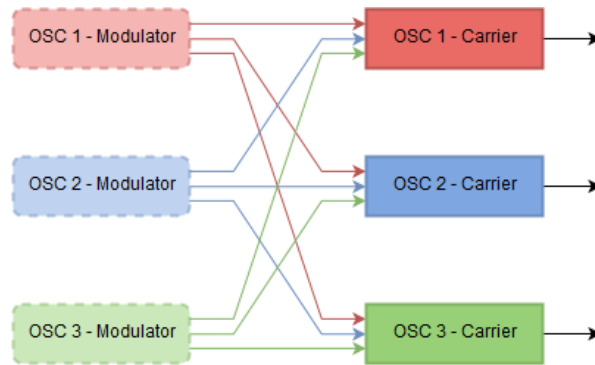 OSC 1 - Modulator
OSC 1 - Carrier
OSC 2 - Modulator
OSC 2 - Carrier
OSC 3 - Modulator
OSC 3 - Carrier